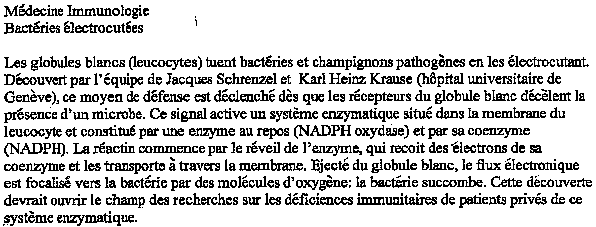 Médecine Immunologie
Bactéries électrocutées
Les globules blancs (leucocytes) tuent bactéries et champignons pathogènes en les électrocutant.
Découvert par l'équipe de Jacques Schrenzel et Karl Heinz Krause (hôpital universitaire de
Genève), ce moyen de défense est déclenché dès que les récepteurs du globule blanc décèlent la
présence d'un microbe. Ce signal active un système enzymatique situé dans la membrane du
leucocyte et constitué par une enzyme au repos (NADPH oxydase) et par sa coenzyme
(NADPH). La réactin commence par le réveil de l'enzyme, qui recoit des électrons de sa
coenzyme et les transporte à travers la membrane. Ejecté du globule blanc, le flux électronique
est focalisé vers la bactérie par des molécules d'oxygène: la bactérie succombe. Cette découverte
devrait ouvrir le champ des recherches sur les déficiences immunitaires de patients privés de ce
système enzymatique.